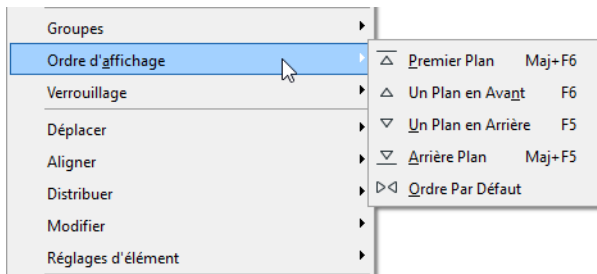 Groupes
Ordre d'affichage
Verrouillage
Déplacer
Aligner
Distribuer
Modifier
Réglages d'élément
Premier Plan Maj+F6
Un Plan en Avant F6
Un Plan en Arrière F5
Arrière Plan Maj+F5
Ordre Par Défaut